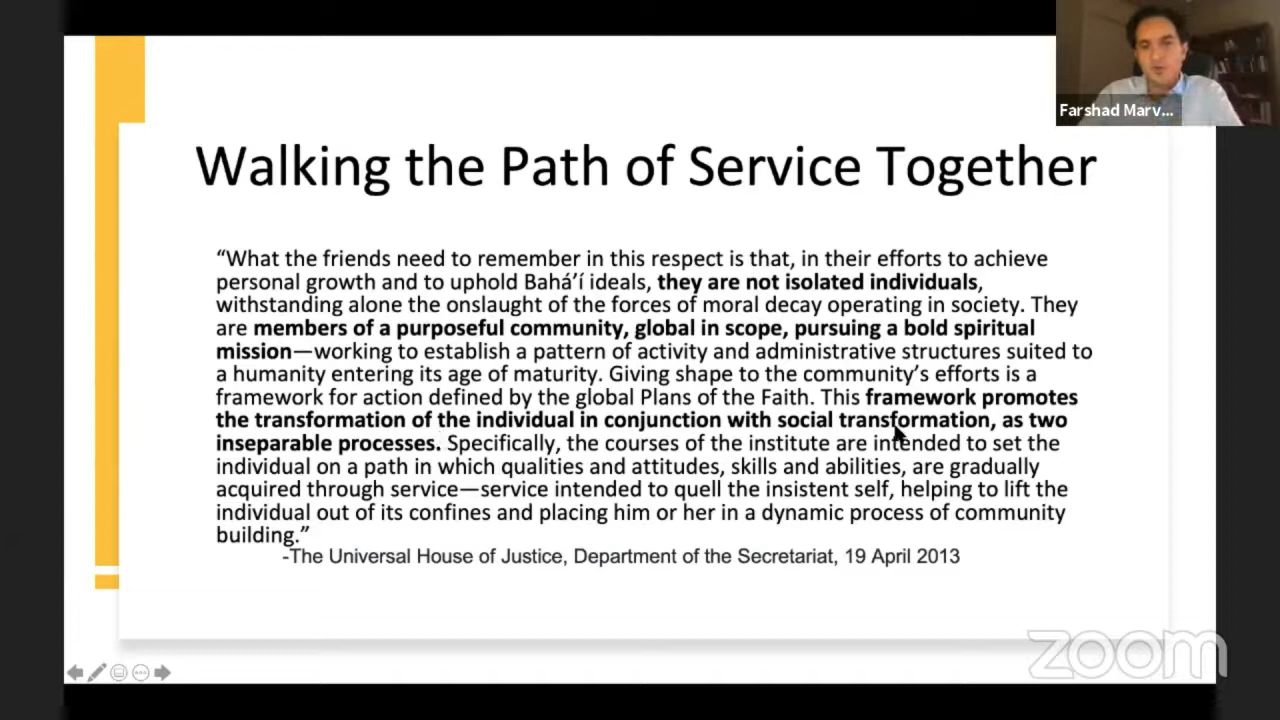 Farshad Marv...
Walking the Path of Service Together
“What the friends need to remember in this respect is that, in their efforts to achieve
personal growth and to uphold Bahá’í ideals, they are not isolated individuals,
withstanding alone the onslaught of the forces of moral decay operating in society. They
are members of a purposeful community, global in scope, pursuing a bold spiritual
mission—working to establish a pattern of activity and administrative structures suited to
a humanity entering its age of maturity. Giving shape to the community’s efforts is a
framework for action defined by the global Plans of the Faith. This framework promotes
the transformation of the individual in conjunction with social transformation, as two
inseparable processes. Specifically, the courses of the institute are intended to set the
individual on a path in which qualities and attitudes, skills and abilities, are gradually
acquired through service—service intended to quell the insistent self, helping to lift the
individual out of its confines and placing him or her in a dynamic process of community
building.”
-The Universal House of Justice, Department of the Secretariat, 19 April 2013
zoom